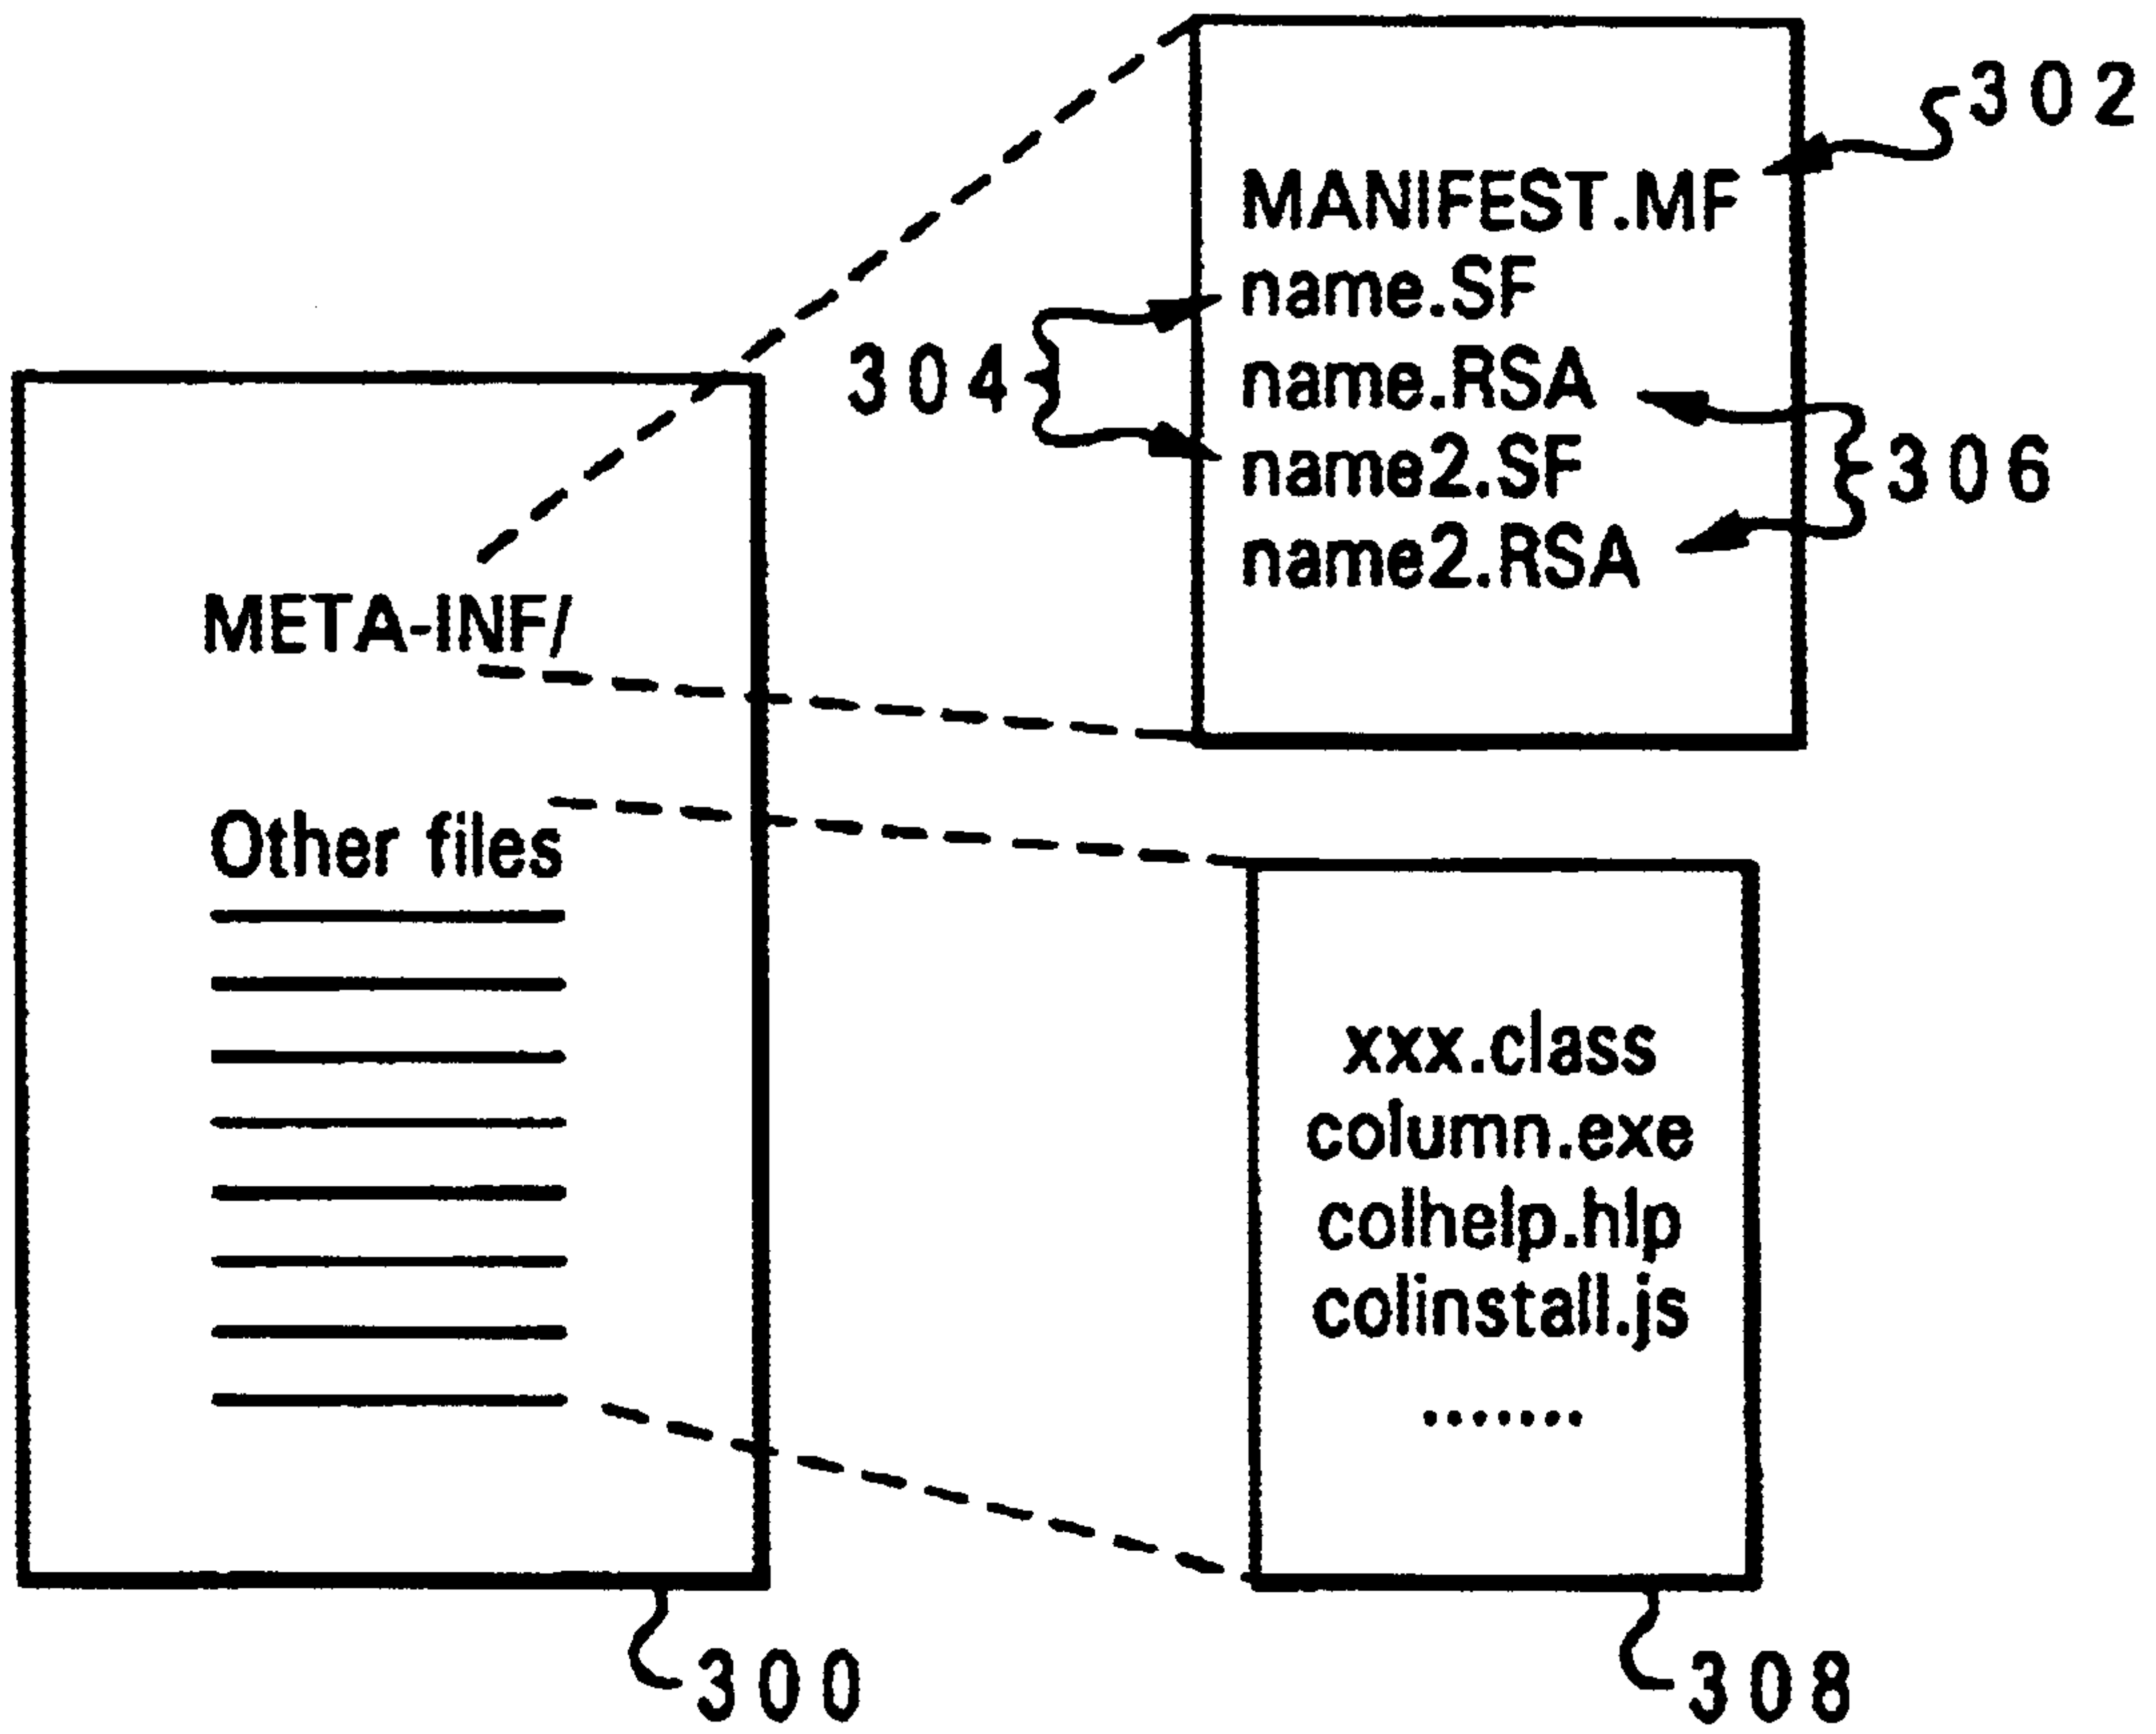 302
MANIFEST.MF
name.SF
304
name.RSA
name2.SF
306
name2.RSA
META-INF/
Other files
xxx.class
column.exe
colhelp.hlp
colinstall.js
.......
300
308